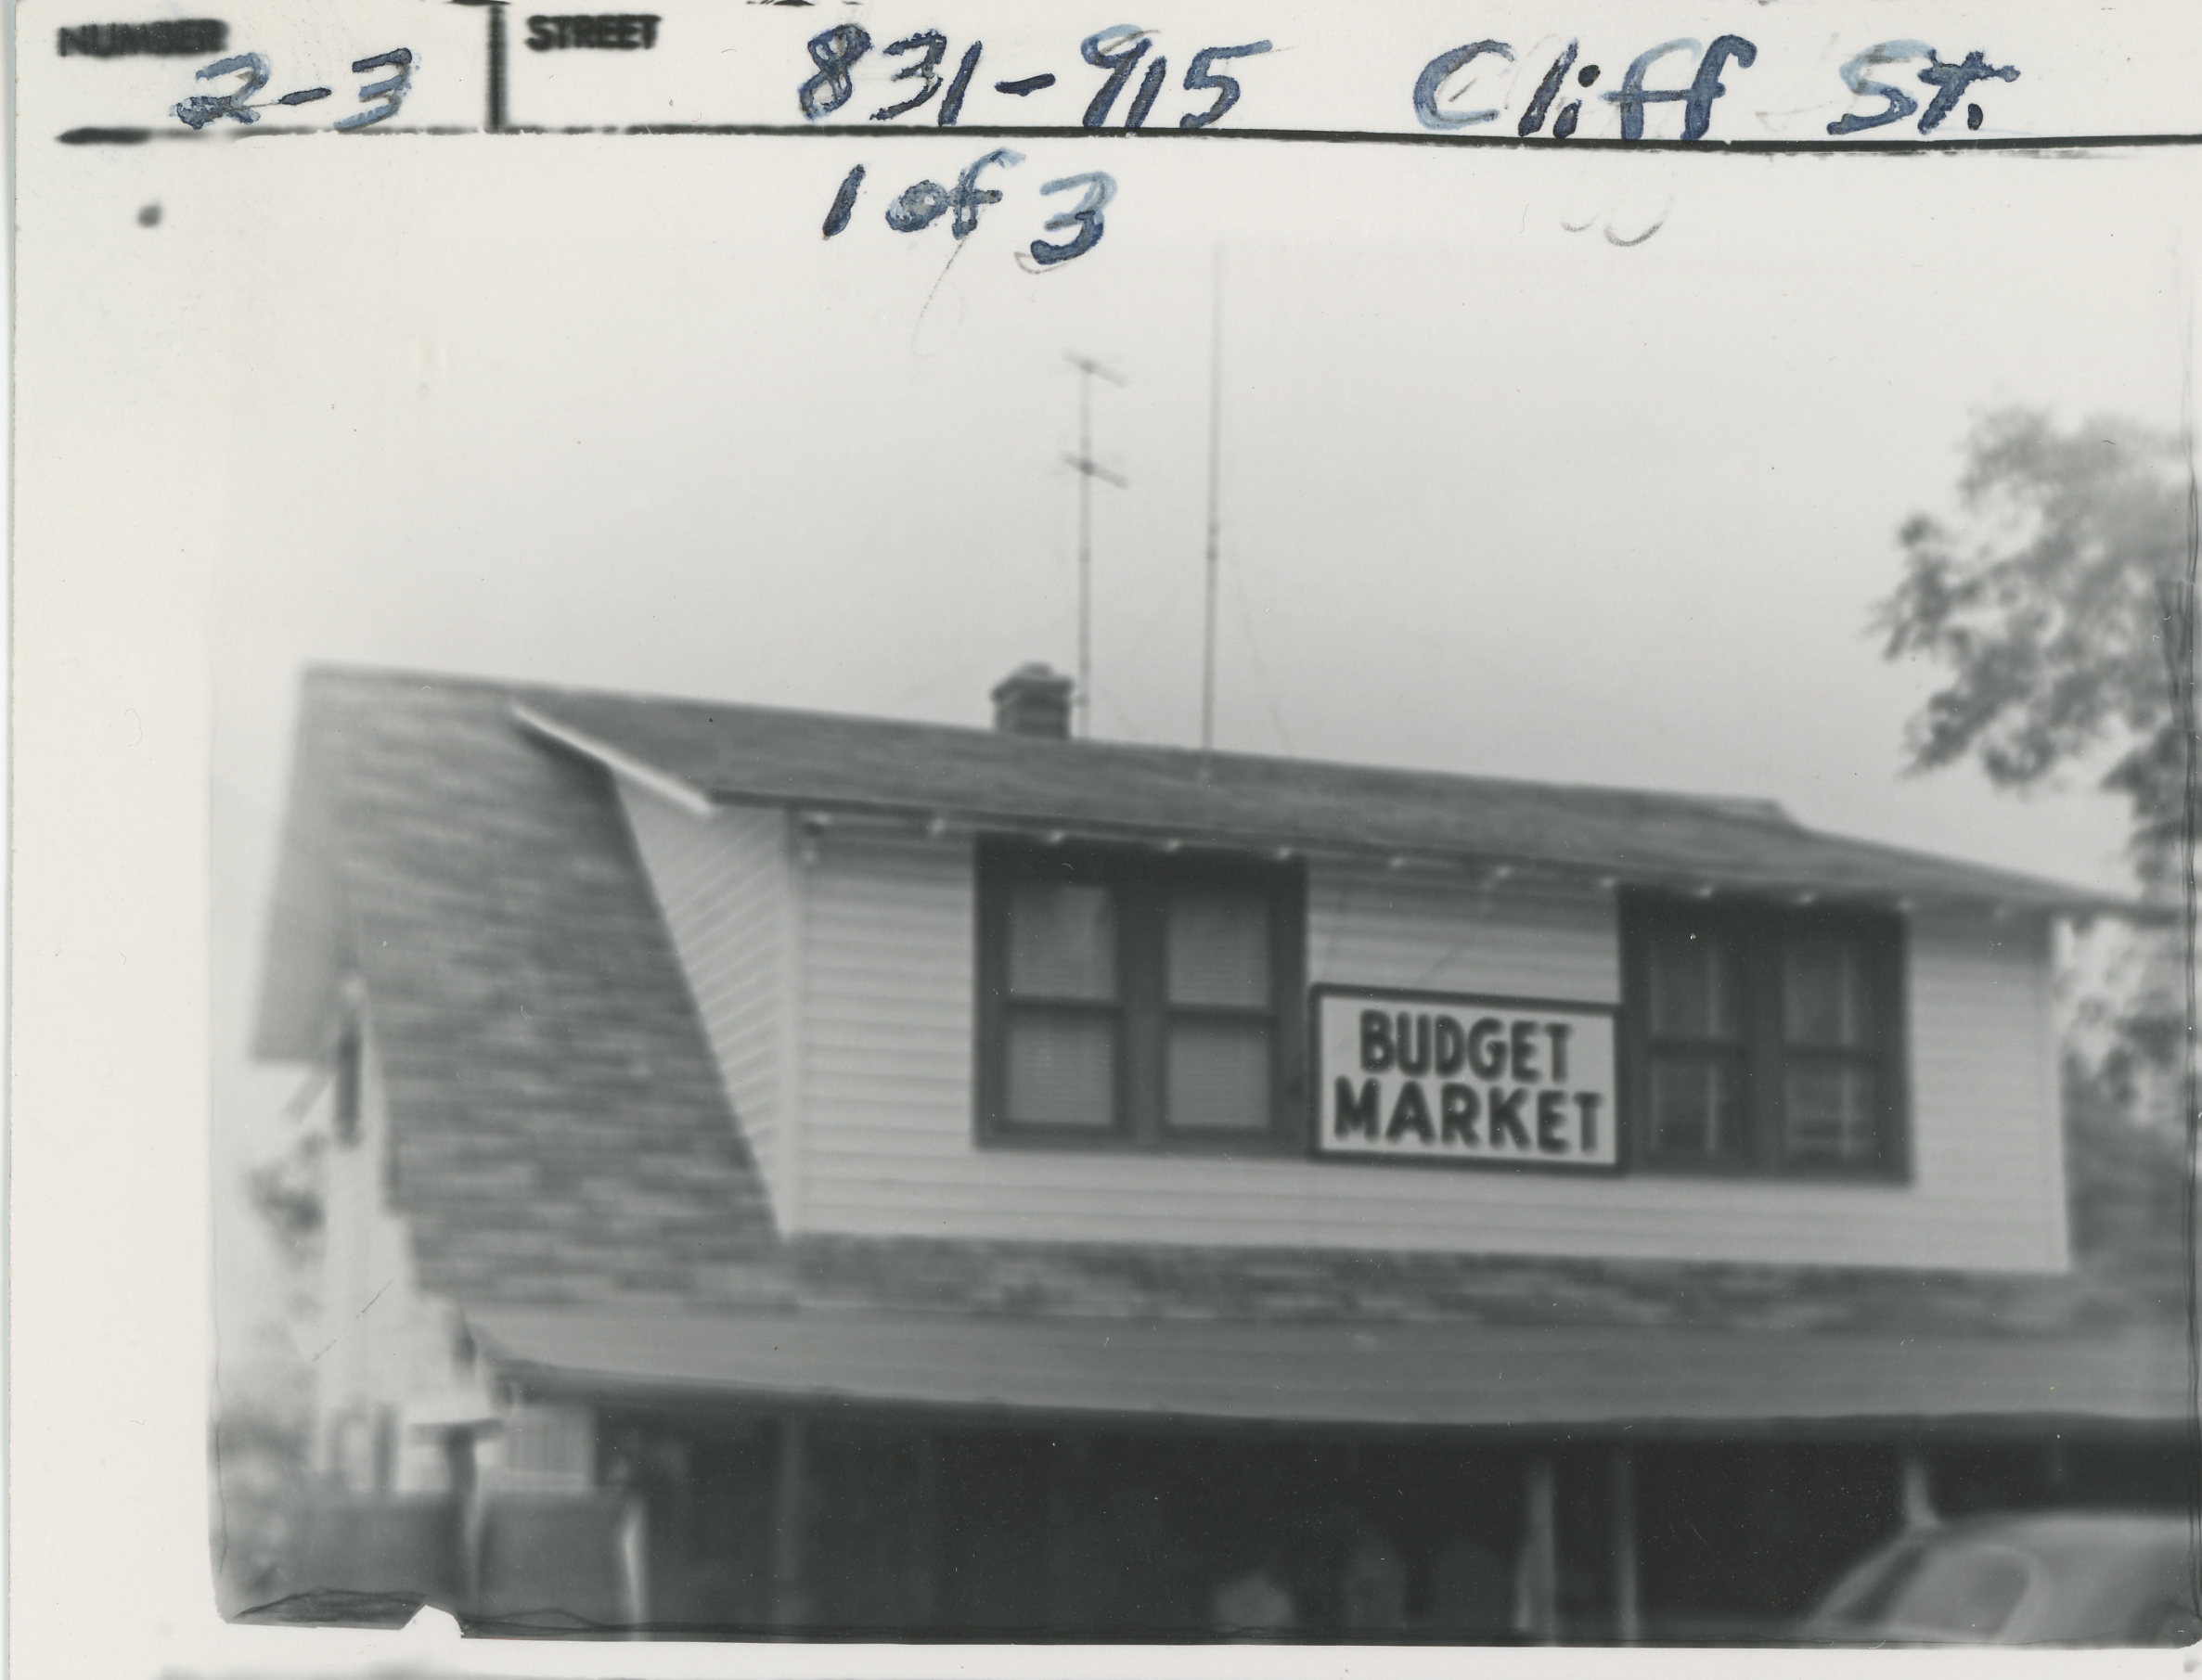 NUMBER STREET
2-3 831-915 Cliff St.
1 of 3
BUDGET
MARKET